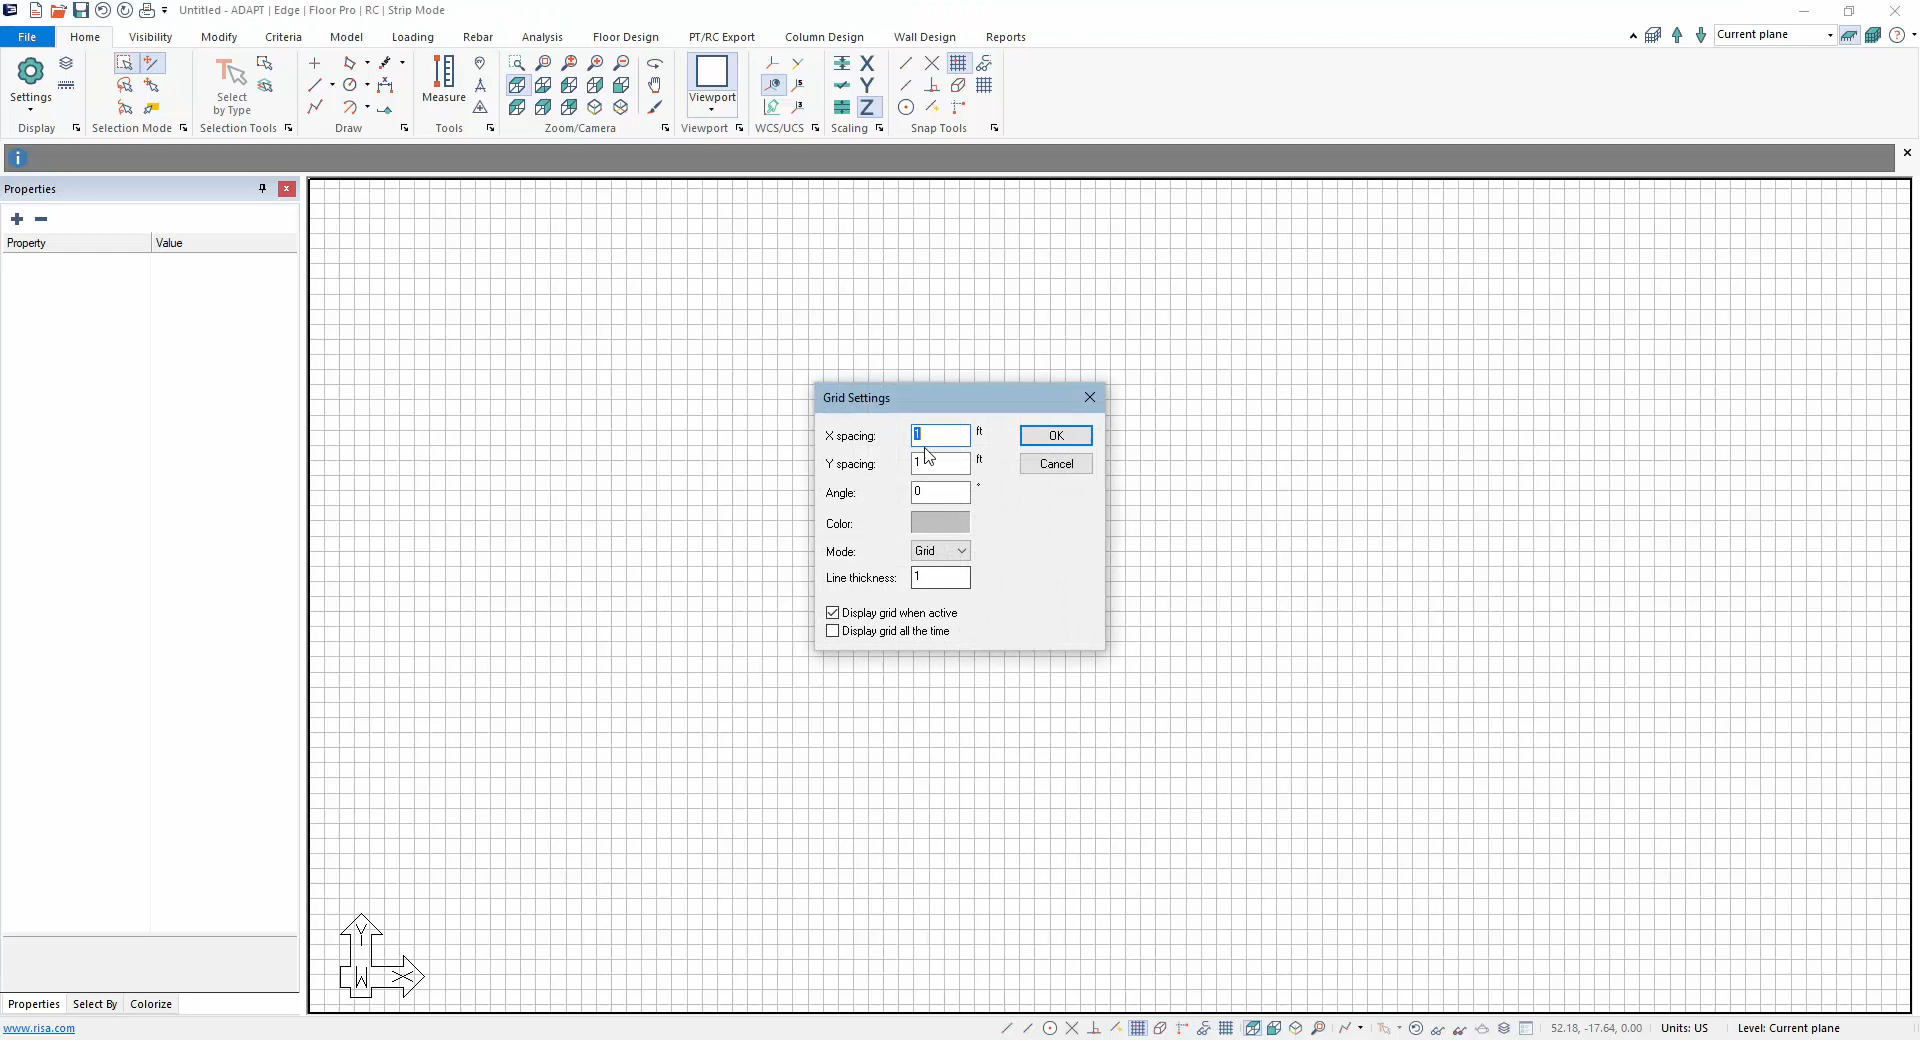 Untitled - ADAPT | Edge | Floor Pro | RC | Strip Mode
File Home Visibility Modify Criteria Model Loading Rebar Analysis Floor Design PT/RC Export Column Design Wall Design Reports Current plane
Settings Select by Type Measure Viewport X Y Z
Display Selection Mode Selection Tools Draw Tools Zoom/Camera Viewport WCS/UCS Scaling Snap Tools
Properties
Property Value
Grid Settings
X spacing: 1 ft OK
Y spacing: 1 ft Cancel
Angle: 0 °
Color:
Mode: Grid
Line thickness: 1
Display grid when active
Display grid all the time
Y
W X
Properties Select By Colorize
www.risa.com 52.18, -17.64, 0.00 Units: US Level: Current plane